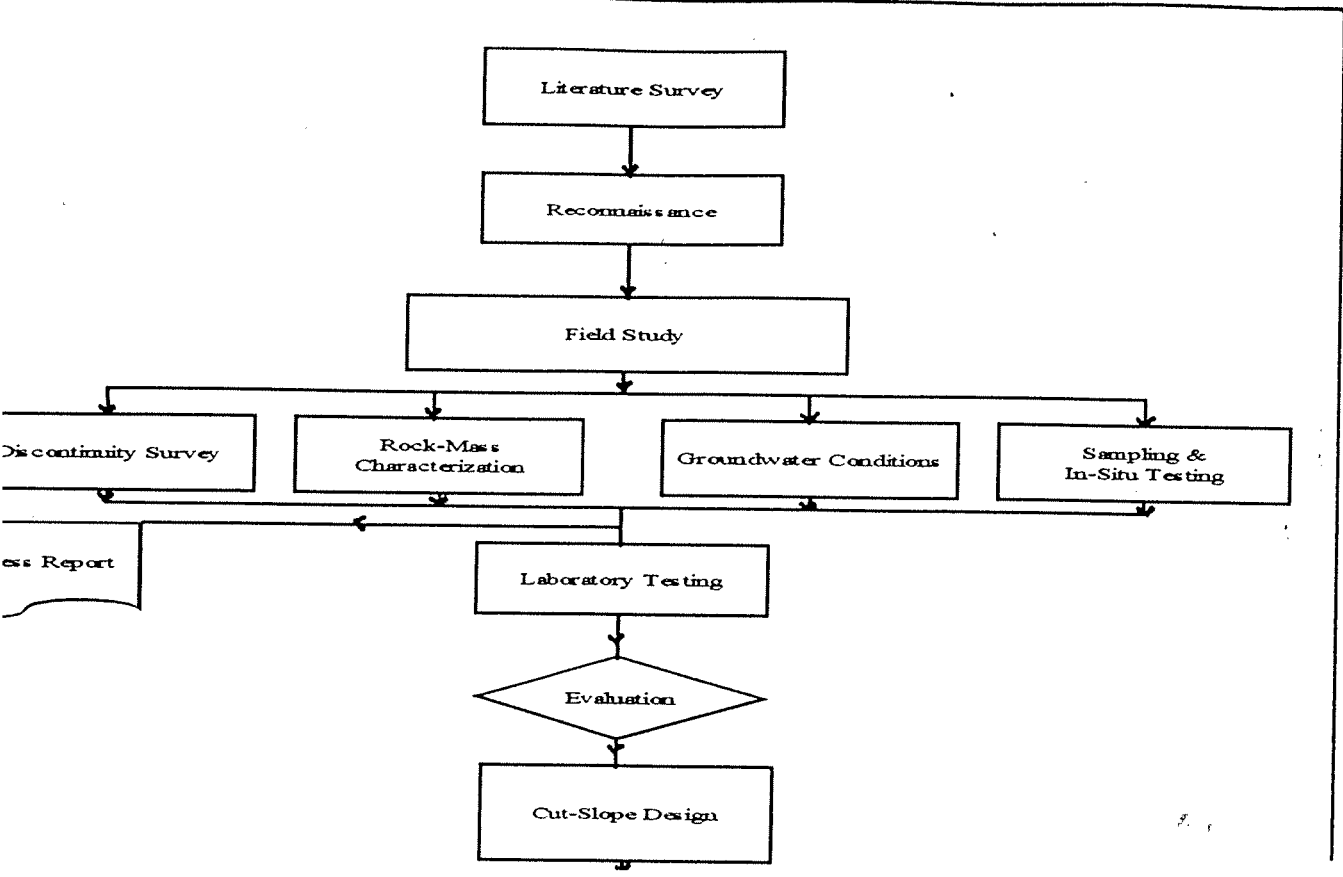 Literature Survey
Reconnaissance
Field Study
Discontinuity Survey
Rock-Mass
Characterization
Groundwater Conditions
Sampling &
In-Situ Testing
ess Report
Laboratory Testing
Evaluation
Cut-Slope Design